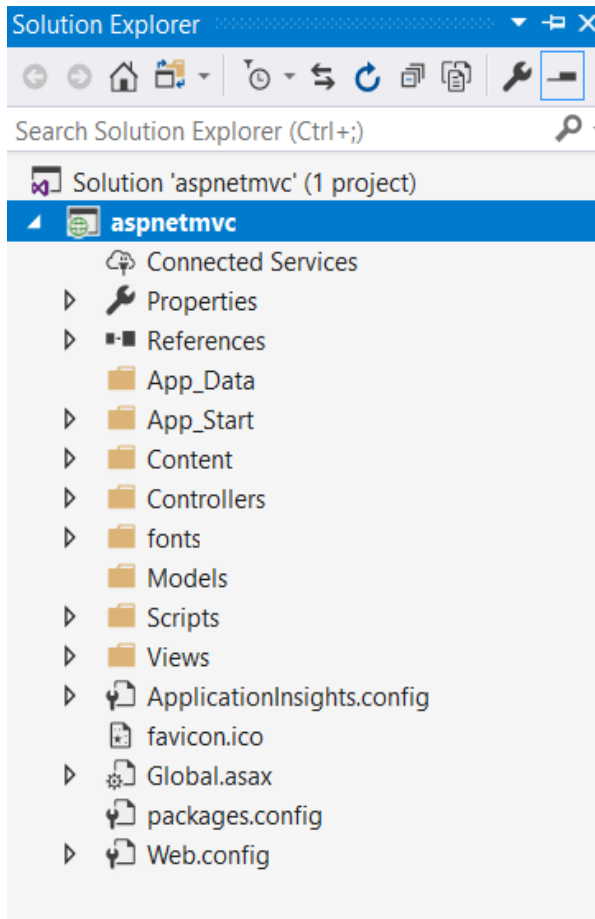 Solution Explorer
Search Solution Explorer (Ctrl+;)
Solution 'aspnetmvc' (1 project)
aspnetmvc
Connected Services
Properties
References
App_Data
App_Start
Content
Controllers
fonts
Models
Scripts
Views
ApplicationInsights.config
favicon.ico
Global.asax
packages.config
Web.config